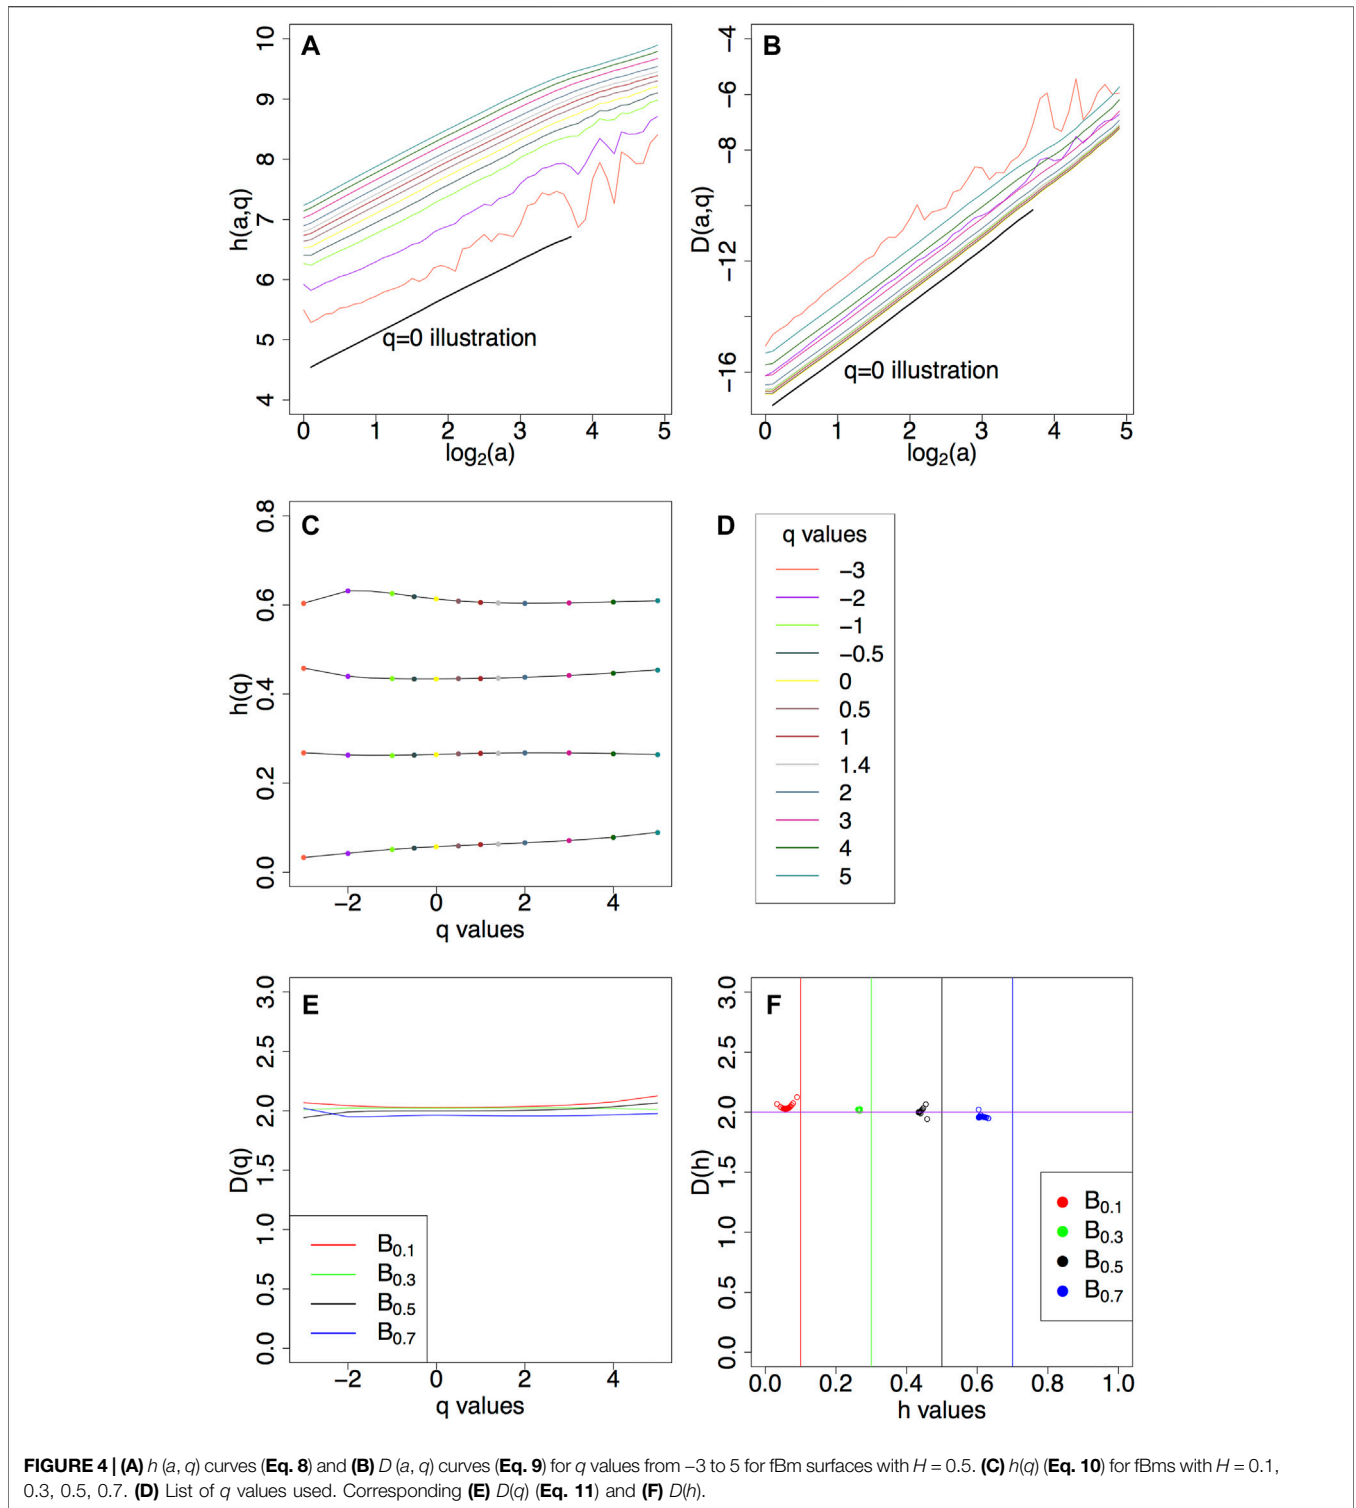 A
h(a,q)
10
9
8
7
6
5
4
q=0 illustration
0 1 2 3 4 5
log2(a)
B
D(a,q)
−4
−6
−8
−12
−16
q=0 illustration
0 1 2 3 4 5
log2(a)
C
h(q)
0.8
0.6
0.4
0.2
0.0
−2 0 2 4
q values
D
q values
−3
−2
−1
−0.5
0
0.5
1
1.4
2
3
4
5
E
D(q)
3.0
2.5
2.0
1.5
1.0
0.5
0.0
B0.1
B0.3
B0.5
B0.7
−2 0 2 4
q values
F
D(h)
3.0
2.5
2.0
1.5
1.0
0.5
0.0
B0.1
B0.3
B0.5
B0.7
0.0 0.2 0.4 0.6 0.8 1.0
h values
FIGURE 4 | (A) h (a, q) curves (Eq. 8) and (B) D (a, q) curves (Eq. 9) for q values from −3 to 5 for fBm surfaces with H = 0.5. (C) h(q) (Eq. 10) for fBms with H = 0.1,
0.3, 0.5, 0.7. (D) List of q values used. Corresponding (E) D(q) (Eq. 11) and (F) D(h).